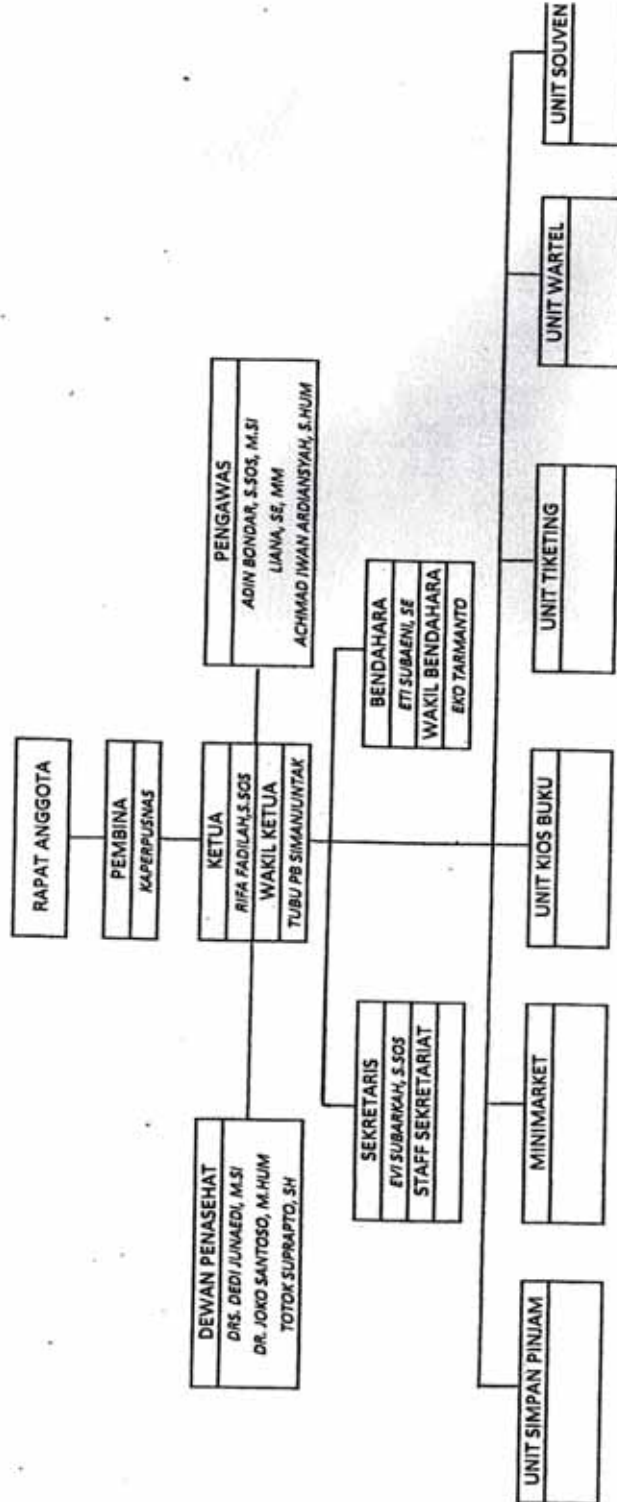 RAPAT ANGGOTA
PEMBINA
KAPERPUSNAS
DEWAN PENASEHAT
DRS. DEDI JUNAEDI, M.SI
DR. JOKO SANTOSO, M.HUM
TOTOK SUPRAPTO, SH
KETUA
RIFA FADILAH,S.SOS
WAKIL KETUA
TUBU PB SIMANJUNTAK
PENGAWAS
ADIN BONDAR, S.SOS, M.SI
LIANA, SE, MM
ACHMAD IWAN ARDIANSYAH, S.HUM
SEKRETARIS
EVI SUBARKAH, S.SOS
STAFF SEKRETARIAT
BENDAHARA
ETI SUBAENI, SE
WAKIL BENDAHARA
EKO TARMANTO
UNIT SIMPAN PINJAM
MINIMARKET
UNIT KIOS BUKU
UNIT TIKETING
UNIT WARTEL
UNIT SOUVEN